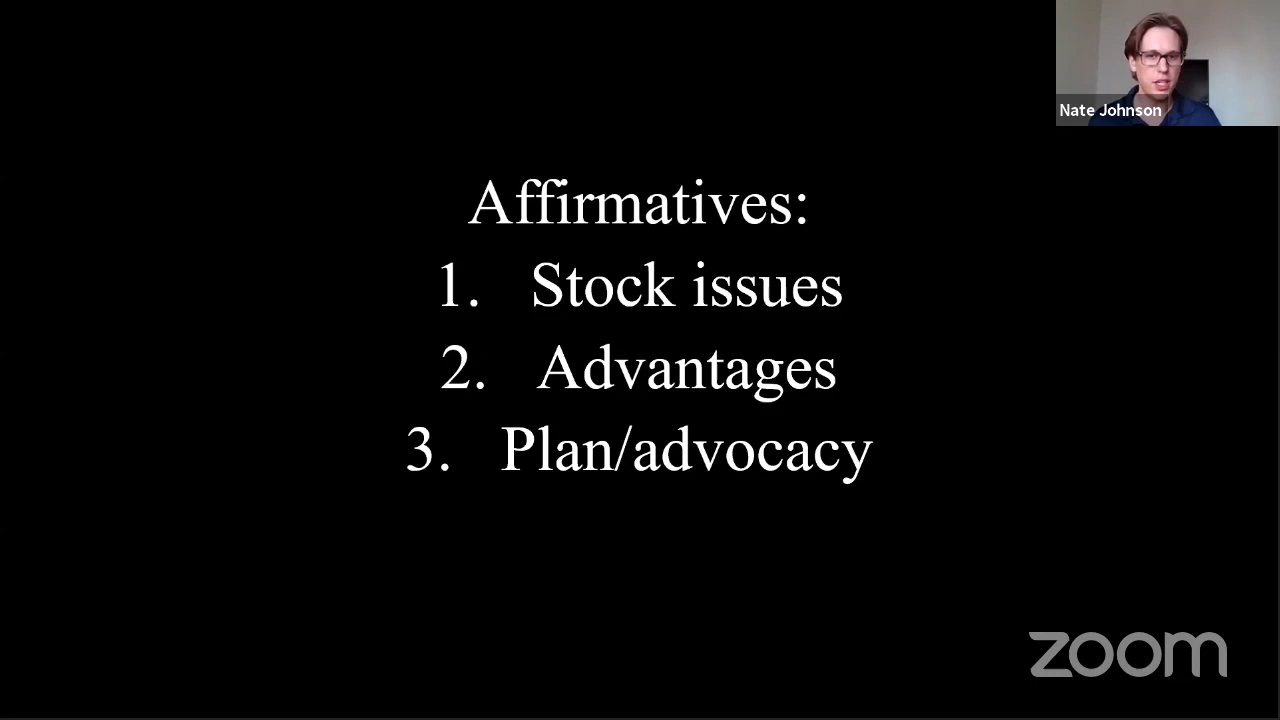 Nate Johnson
Affirmatives:
1. Stock issues
2. Advantages
3. Plan/advocacy
zoom